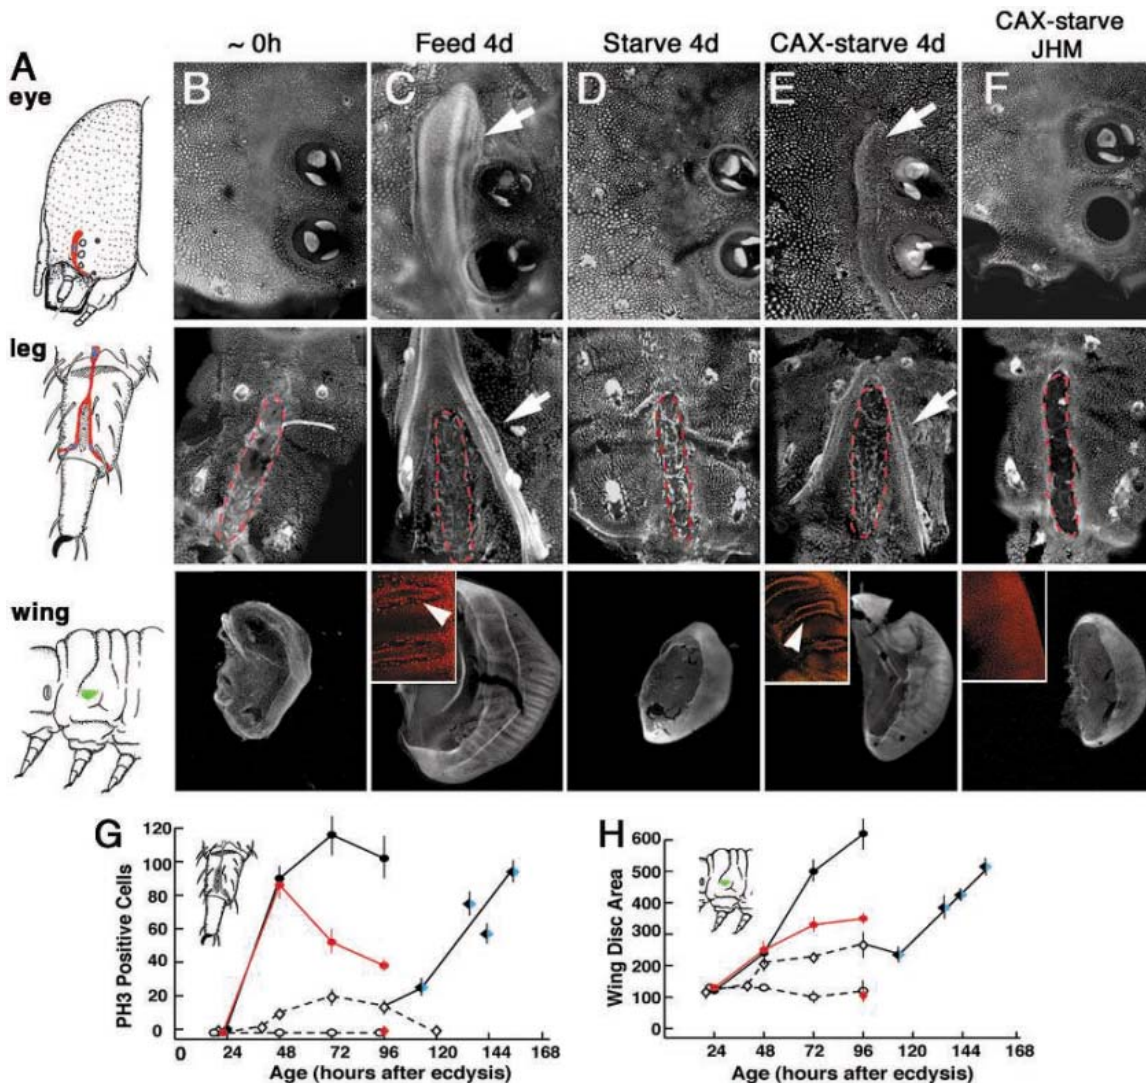 ~ 0h
Feed 4d
Starve 4d
CAX-starve 4d
CAX-starve
JHM
A
eye
B
C
D
E
F
leg
wing
G
120
100
80
60
40
20
0
PH3 Positive Cells
0 24 48 72 96 120 144 168
Age (hours after ecdysis)
H
600
500
400
300
200
100
0
Wing Disc Area
24 48 72 96 120 144 168
Age (hours after ecdysis)